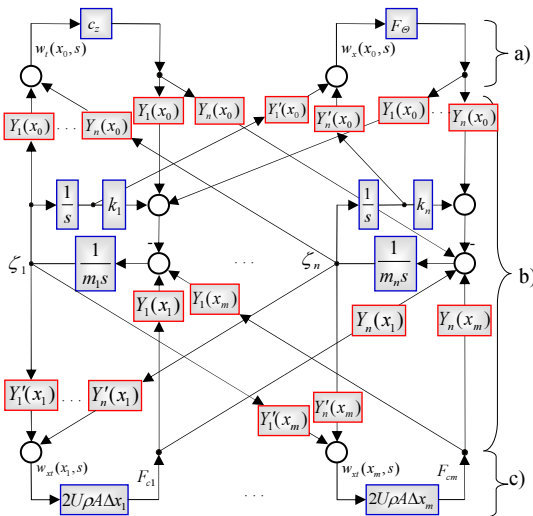 c_z
F_Θ
a)
w_t(x_0,s)
w_x(x_0,s)
Y_1(x_0) ... Y_n(x_0) Y_1(x_0) Y_n(x_0) Y_1'(x_0) Y_n'(x_0) Y_1(x_0) ... Y_n(x_0)
1/s k_1 1/s k_n
- -
ζ_1 1/(m_1 s) ... ζ_n 1/(m_n s)
b)
Y_1(x_1) Y_1(x_m) Y_n(x_1) Y_n(x_m)
Y_1'(x_1) ... Y_n'(x_1) Y_1'(x_m) Y_n'(x_m)
w_xt(x_1,s) F_c1 w_xt(x_m,s) F_cm
c)
2UρAΔx_1 ... 2UρAΔx_m